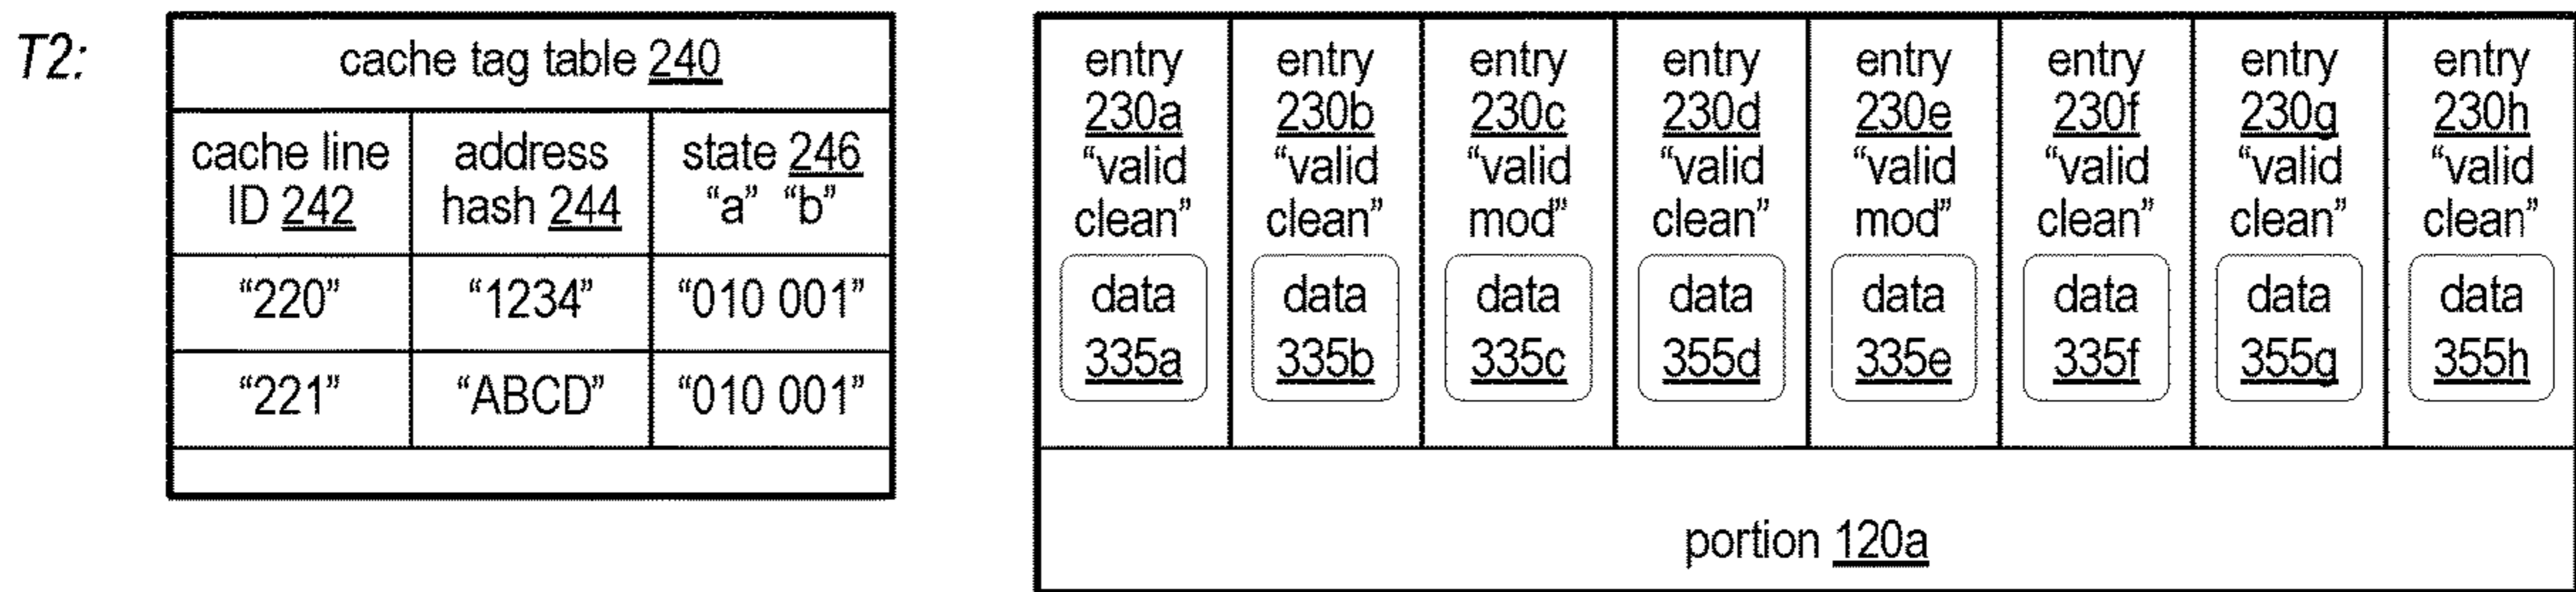 T2:
cache tag table 240
cache line
ID 242
address
hash 244
state 246
"a" "b"
"220"
"1234"
"010 001"
"221"
"ABCD"
"010 001"
entry
230a
“valid
clean”
data
335a
entry
230b
“valid
clean”
data
335b
entry
230c
“valid
mod”
data
335c
entry
230d
“valid
clean”
data
355d
entry
230e
“valid
mod”
data
335e
entry
230f
“valid
clean”
data
335f
entry
230g
“valid
clean”
data
355g
entry
230h
“valid
clean”
data
355h
portion 120a